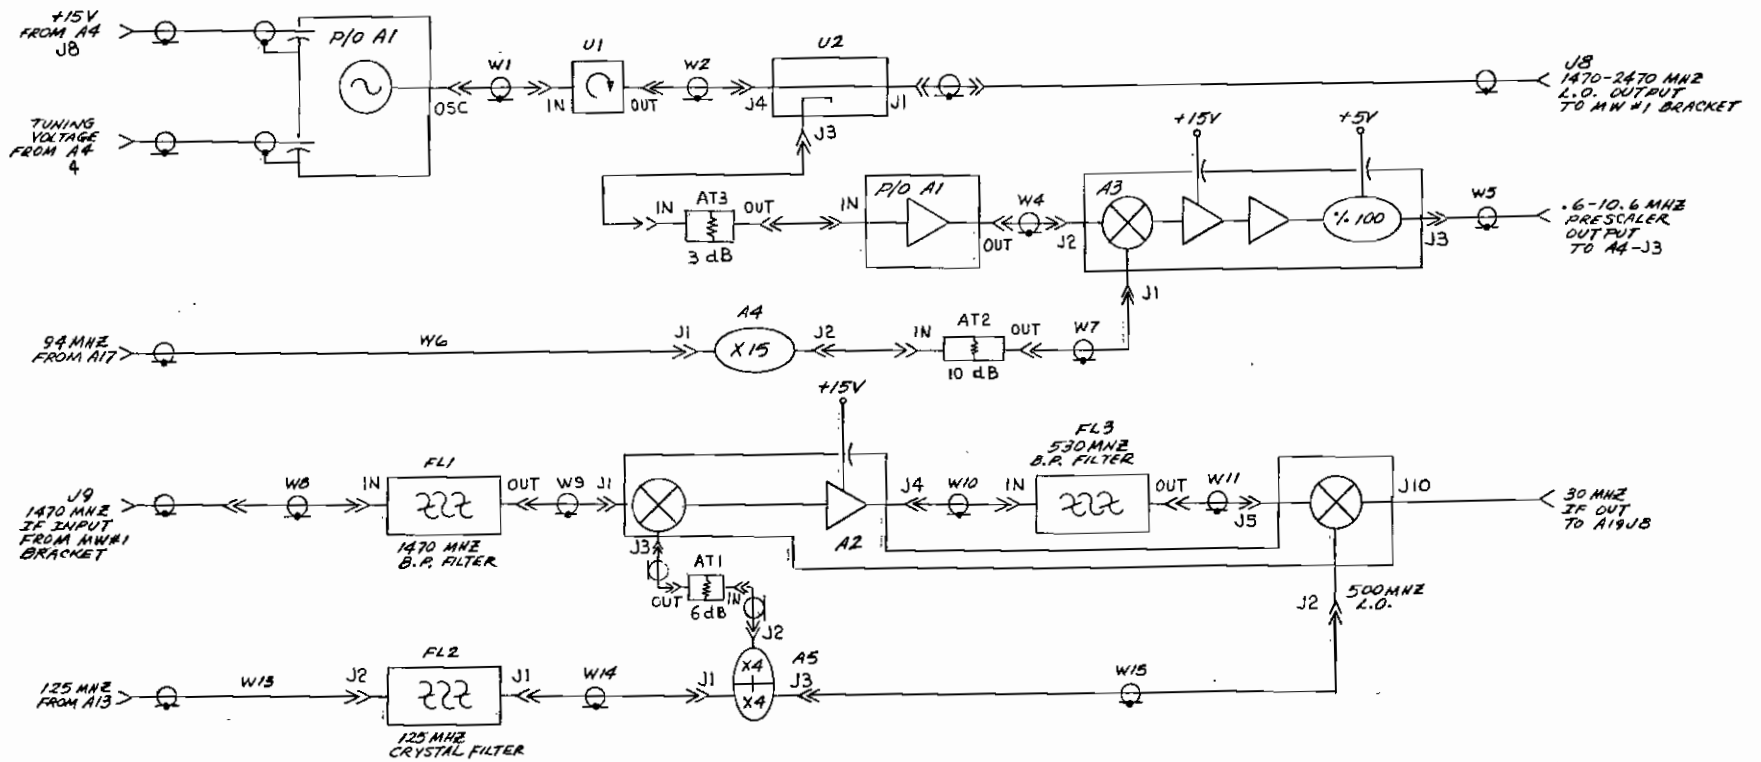 +15V
FROM A4
J8
P/O A1
OSC
W1
IN
U1
OUT
W2
J4
U2
J1
J3
J8
1470-2470 MHZ
L.O. OUTPUT
TO MW #1 BRACKET
TUNING
VOLTAGE
FROM A4
4
+15V
+5V
IN
AT3
OUT
3 dB
IN
P/O A1
OUT
W4
J2
A3
% 100
J3
W5
.6-10.6 MHZ
PRESCALER
OUTPUT
TO A4-J3
J1
94 MHZ
FROM A17
W6
J1
A4
X15
J2
IN
AT2
OUT
10 dB
W7
+15V
J9
1470 MHZ
IF INPUT
FROM MW#1
BRACKET
W8
IN
FL1
OUT
1470 MHZ
B.P. FILTER
W9
J1
J3
A2
J4
W10
IN
FL3
530 MHZ
B.P. FILTER
OUT
W11
J5
J10
30 MHZ
IF OUT
TO A19J8
OUT
AT1
IN
6 dB
J2
J2
500MHZ
L.O.
125 MHZ
FROM A13
W13
J2
FL2
J1
125 MHZ
CRYSTAL FILTER
W14
J1
X4
X4
A5
J3
W15